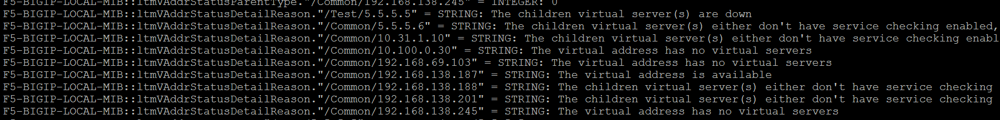 F5-BIGIP-LOCAL-MIB::ltmVAddrStatusParentType."/Common/192.168.138.245" = INTEGER: 0
F5-BIGIP-LOCAL-MIB::ltmVAddrStatusDetailReason."/Test/5.5.5.5" = STRING: The children virtual server(s) are down
F5-BIGIP-LOCAL-MIB::ltmVAddrStatusDetailReason."/Common/5.5.5.6" = STRING: The children virtual server(s) either don't have service checking enabled,
F5-BIGIP-LOCAL-MIB::ltmVAddrStatusDetailReason."/Common/10.31.1.10" = STRING: The children virtual server(s) either don't have service checking enabl
F5-BIGIP-LOCAL-MIB::ltmVAddrStatusDetailReason."/Common/10.100.0.30" = STRING: The virtual address has no virtual servers
F5-BIGIP-LOCAL-MIB::ltmVAddrStatusDetailReason."/Common/192.168.69.103" = STRING: The virtual address has no virtual servers
F5-BIGIP-LOCAL-MIB::ltmVAddrStatusDetailReason."/Common/192.168.138.187" = STRING: The virtual address is available
F5-BIGIP-LOCAL-MIB::ltmVAddrStatusDetailReason."/Common/192.168.138.188" = STRING: The children virtual server(s) either don't have service checking
F5-BIGIP-LOCAL-MIB::ltmVAddrStatusDetailReason."/Common/192.168.138.201" = STRING: The children virtual server(s) either don't have service checking
F5-BIGIP-LOCAL-MIB::ltmVAddrStatusDetailReason."/Common/192.168.138.245" = STRING: The virtual address has no virtual servers